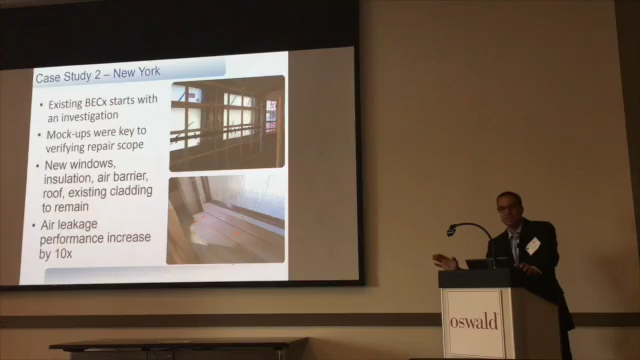 Case Study 2 – New York
• Existing BECx starts with
an investigation
• Mock-ups were key to
verifying repair scope
• New windows,
insulation, air barrier,
roof, existing cladding
to remain
• Air leakage
performance increase
by 10x
oswald